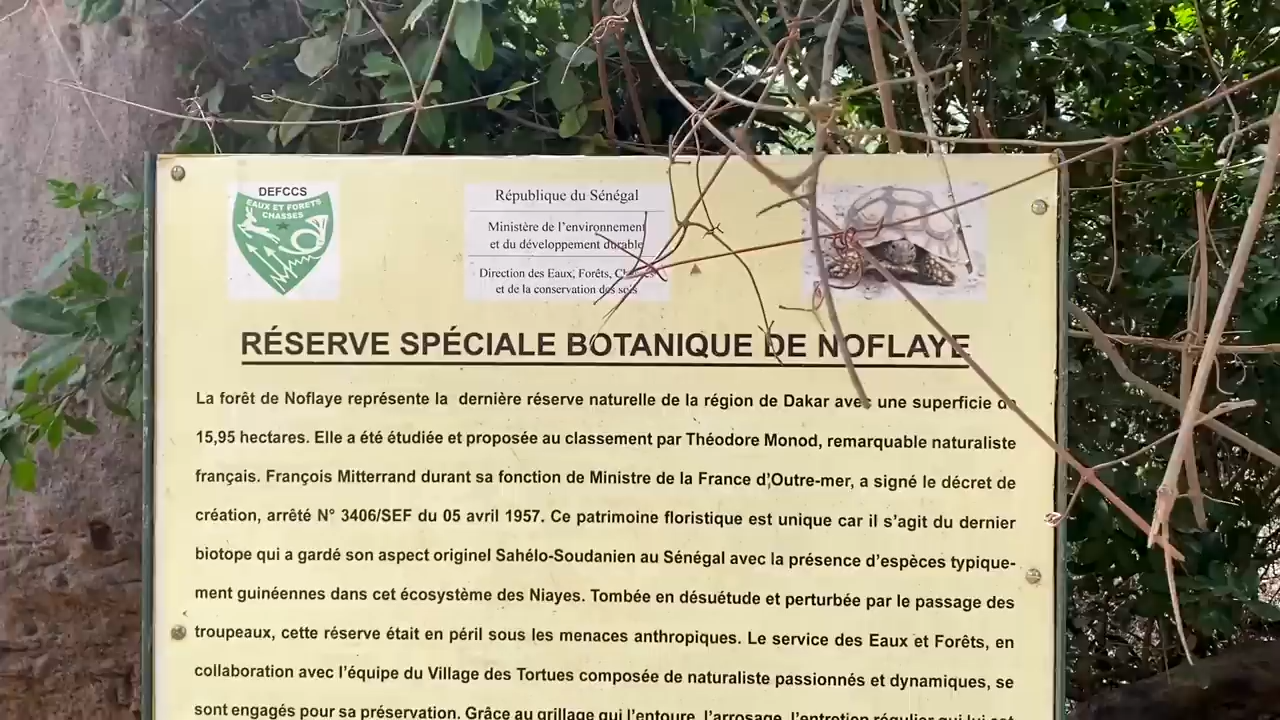 DEFCCS
EAUX ET FORETS
CHASSES
République du Sénégal
Ministère de l'environnement
et du développement durable
Direction des Eaux, Forêts,
et de la conservation des sols
RÉSERVE SPÉCIALE BOTANIQUE DE NOFLAYE
La forêt de Noflaye représente la dernière réserve naturelle de la région de Dakar avec une superficie de
15,95 hectares. Elle a été étudiée et proposée au classement par Théodore Monod, remarquable naturaliste
français. François Mitterrand durant sa fonction de Ministre de la France d'Outre-mer, a signé le décret de
création, arrêté N° 3406/SEF du 05 avril 1957. Ce patrimoine floristique est unique car il s'agit du dernier
biotope qui a gardé son aspect originel Sahélo-Soudanien au Sénégal avec la présence d'espèces typique-
ment guinéennes dans cet écosystème des Niayes. Tombée en désuétude et perturbée par le passage des
troupeaux, cette réserve était en péril sous les menaces anthropiques. Le service des Eaux et Forêts, en
collaboration avec l'équipe du Village des Tortues composée de naturaliste passionnés et dynamiques, se
sont engagés pour sa préservation. Grâce au grillage qui l'entoure, l'arrosage, l'entretien régulier qui lui est